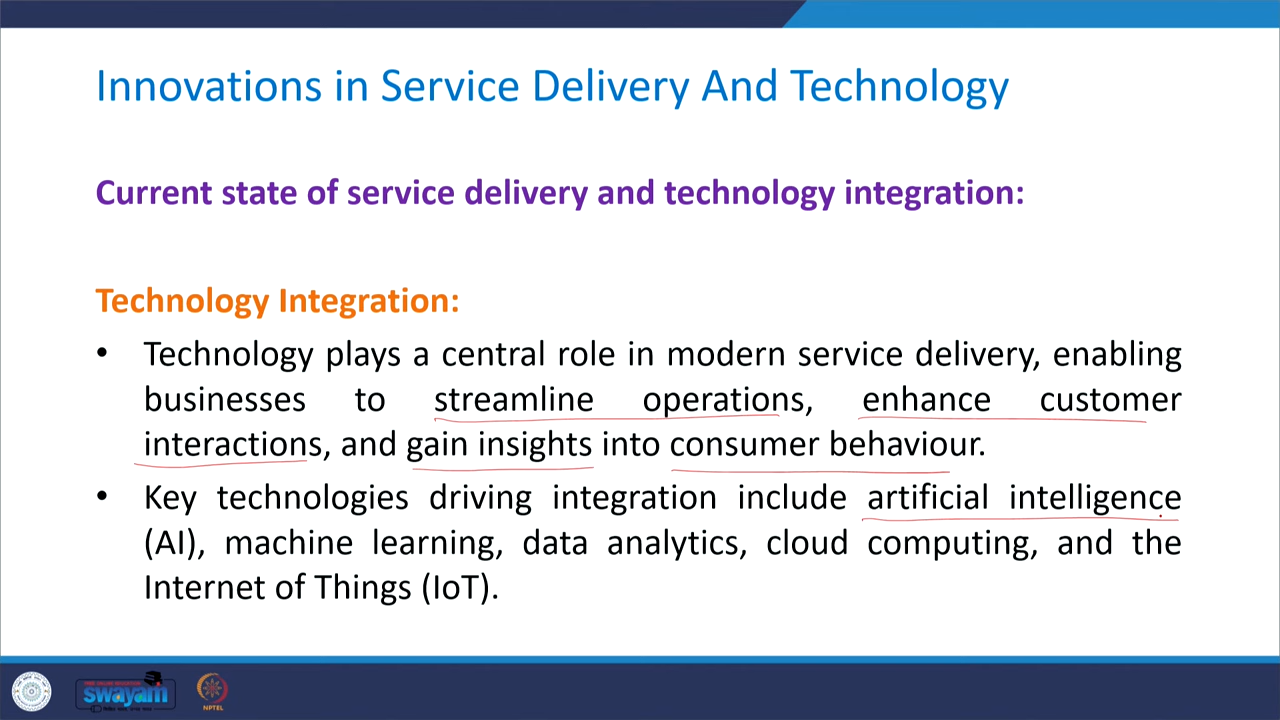 Innovations in Service Delivery And Technology
Current state of service delivery and technology integration:
Technology Integration:
• Technology plays a central role in modern service delivery, enabling
businesses to streamline operations, enhance customer
interactions, and gain insights into consumer behaviour.
• Key technologies driving integration include artificial intelligence
(AI), machine learning, data analytics, cloud computing, and the
Internet of Things (IoT).
swayam
NPTEL